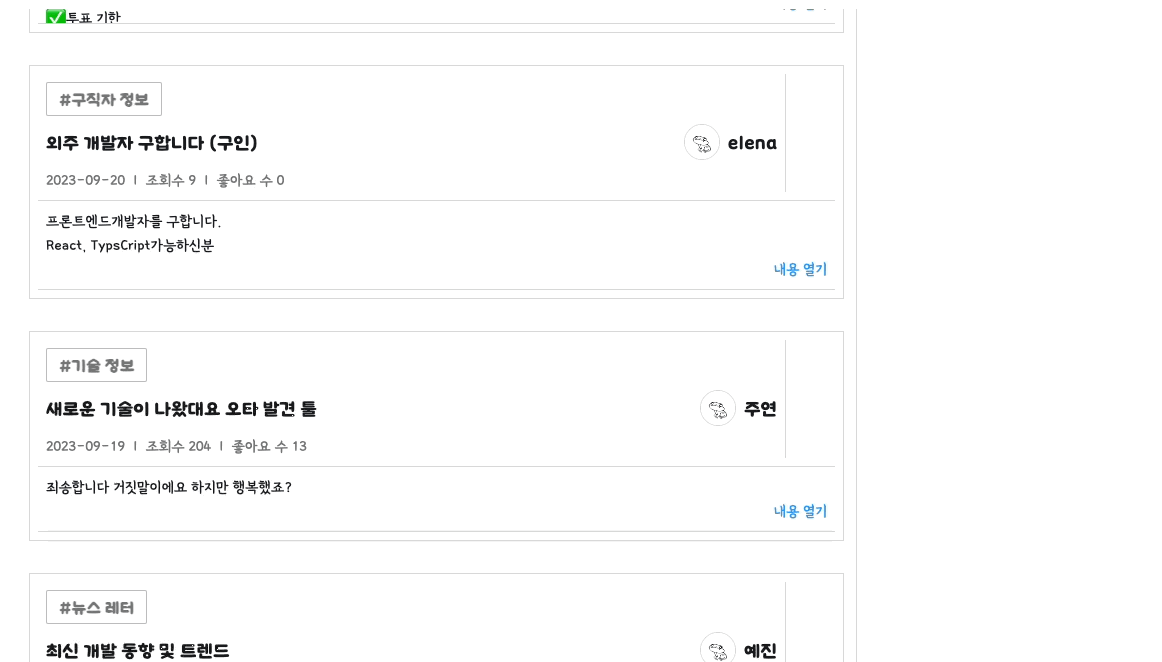 ✅투표 기한
#구직자 정보
외주 개발자 구합니다 (구인)
elena
2023-09-20 | 조회수 9 | 좋아요 수 0
프론트엔드개발자를 구합니다.
React, TypsCript가능하신분
내용 열기
#기술 정보
새로운 기술이 나왔대요 오타 발견 툴
주연
2023-09-19 | 조회수 204 | 좋아요 수 13
죄송합니다 거짓말이에요 하지만 행복했죠?
내용 열기
#뉴스 레터
최신 개발 동향 및 트렌드
예진